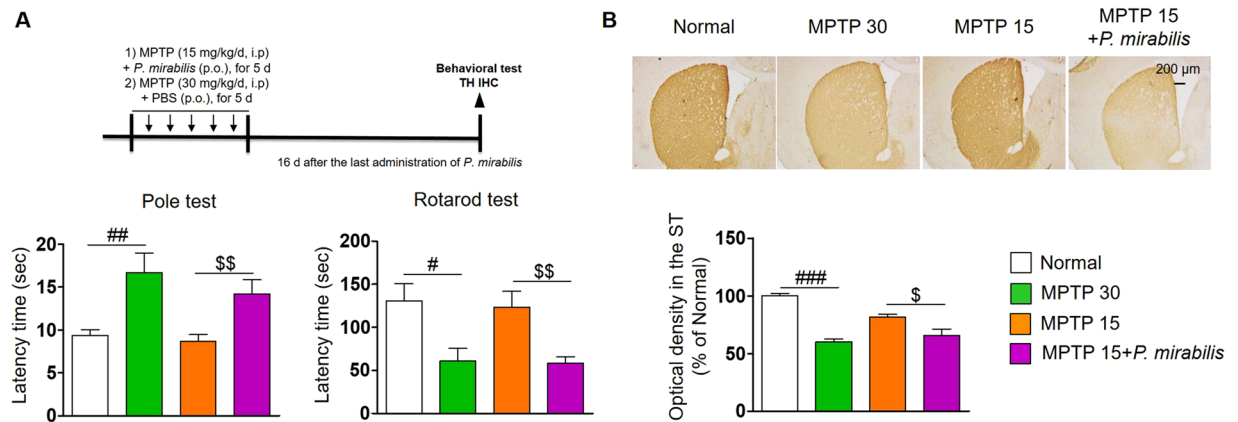 A
1) MPTP (15 mg/kg/d, i.p)
+ P. mirabilis (p.o.), for 5 d
2) MPTP (30 mg/kg/d, i.p)
+ PBS (p.o.), for 5 d
Behavioral test
TH IHC
16 d after the last administration of P. mirabilis
Pole test
Latency time (sec)
20
15
10
5
0
##
$$
Rotarod test
Latency time (sec)
200
150
100
50
0
#
$$
B
Normal
MPTP 30
MPTP 15
MPTP 15
+P. mirabilis
200 μm
Optical density in the ST
(% of Normal)
150
100
50
0
###
$
Normal
MPTP 30
MPTP 15
MPTP 15+P. mirabilis